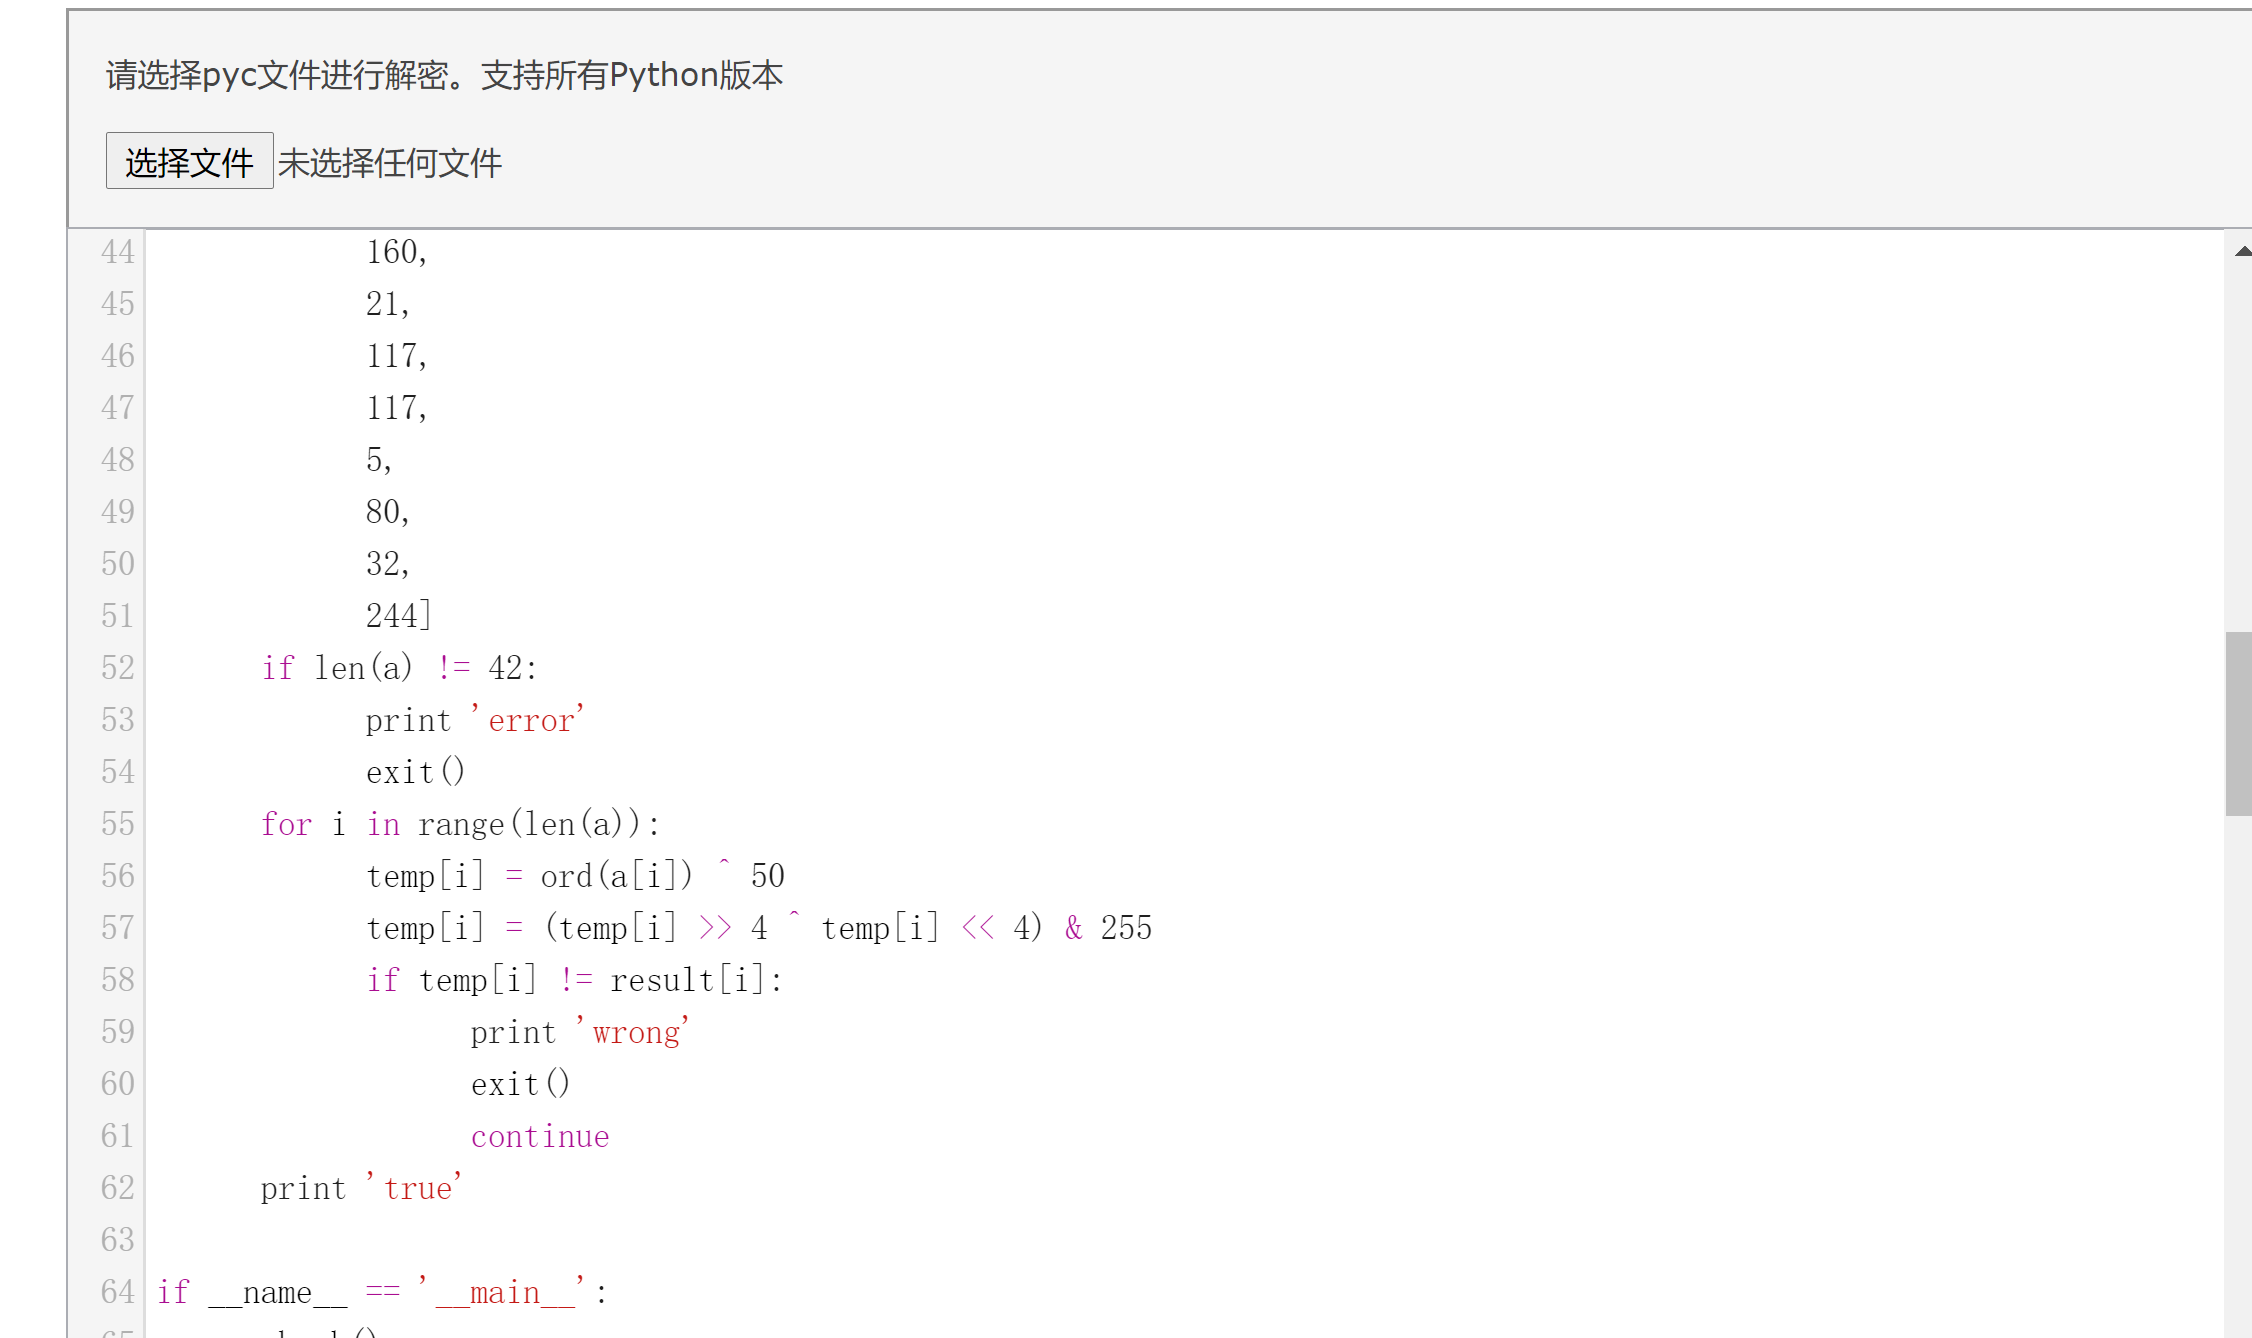 请选择pyc文件进行解密。支持所有Python版本
选择文件 未选择任何文件
44 160,
45 21,
46 117,
47 117,
48 5,
49 80,
50 32,
51 244]
52 if len(a) != 42:
53 print 'error'
54 exit()
55 for i in range(len(a)):
56 temp[i] = ord(a[i]) ^ 50
57 temp[i] = (temp[i] >> 4 ^ temp[i] << 4) & 255
58 if temp[i] != result[i]:
59 print 'wrong'
60 exit()
61 continue
62 print 'true'
63
64 if __name__ == '__main__':